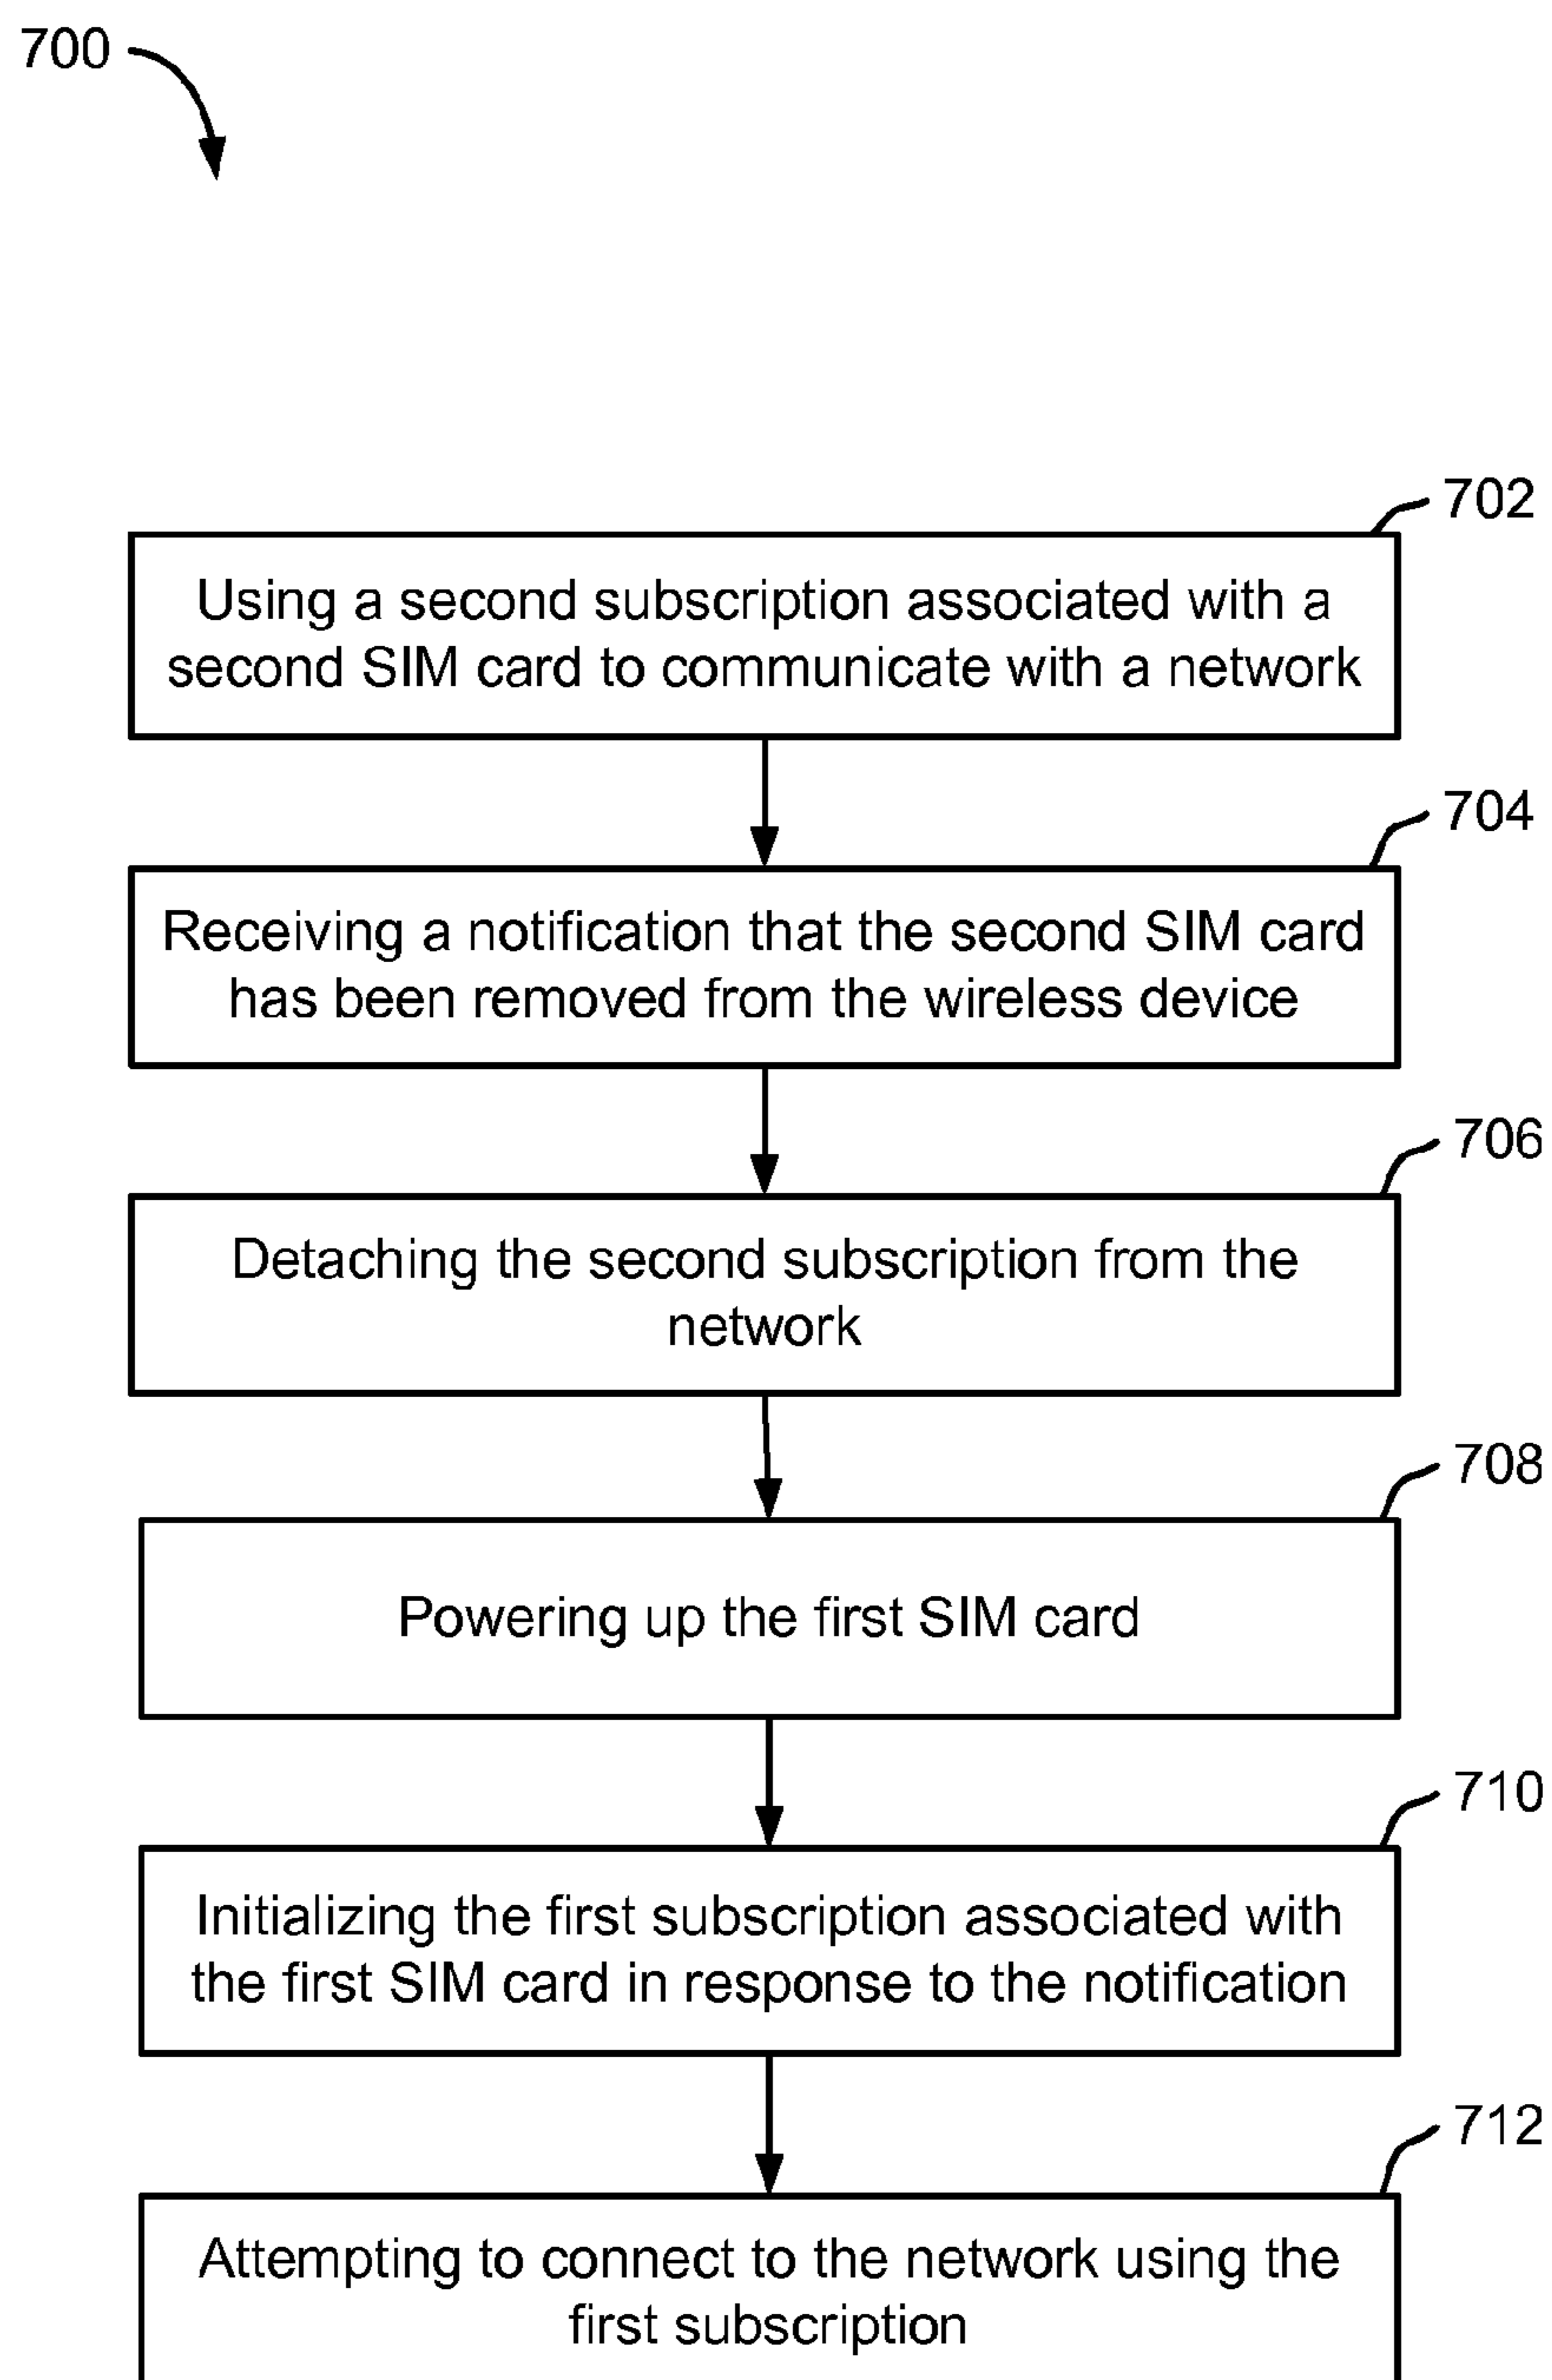 700
702
Using a second subscription associated with a
second SIM card to communicate with a network
704
Receiving a notification that the second SIM card
has been removed from the wireless device
706
Detaching the second subscription from the
network
708
Powering up the first SIM card
710
Initializing the first subscription associated with
the first SIM card in response to the notification
712
Attempting to connect to the network using the
first subscription